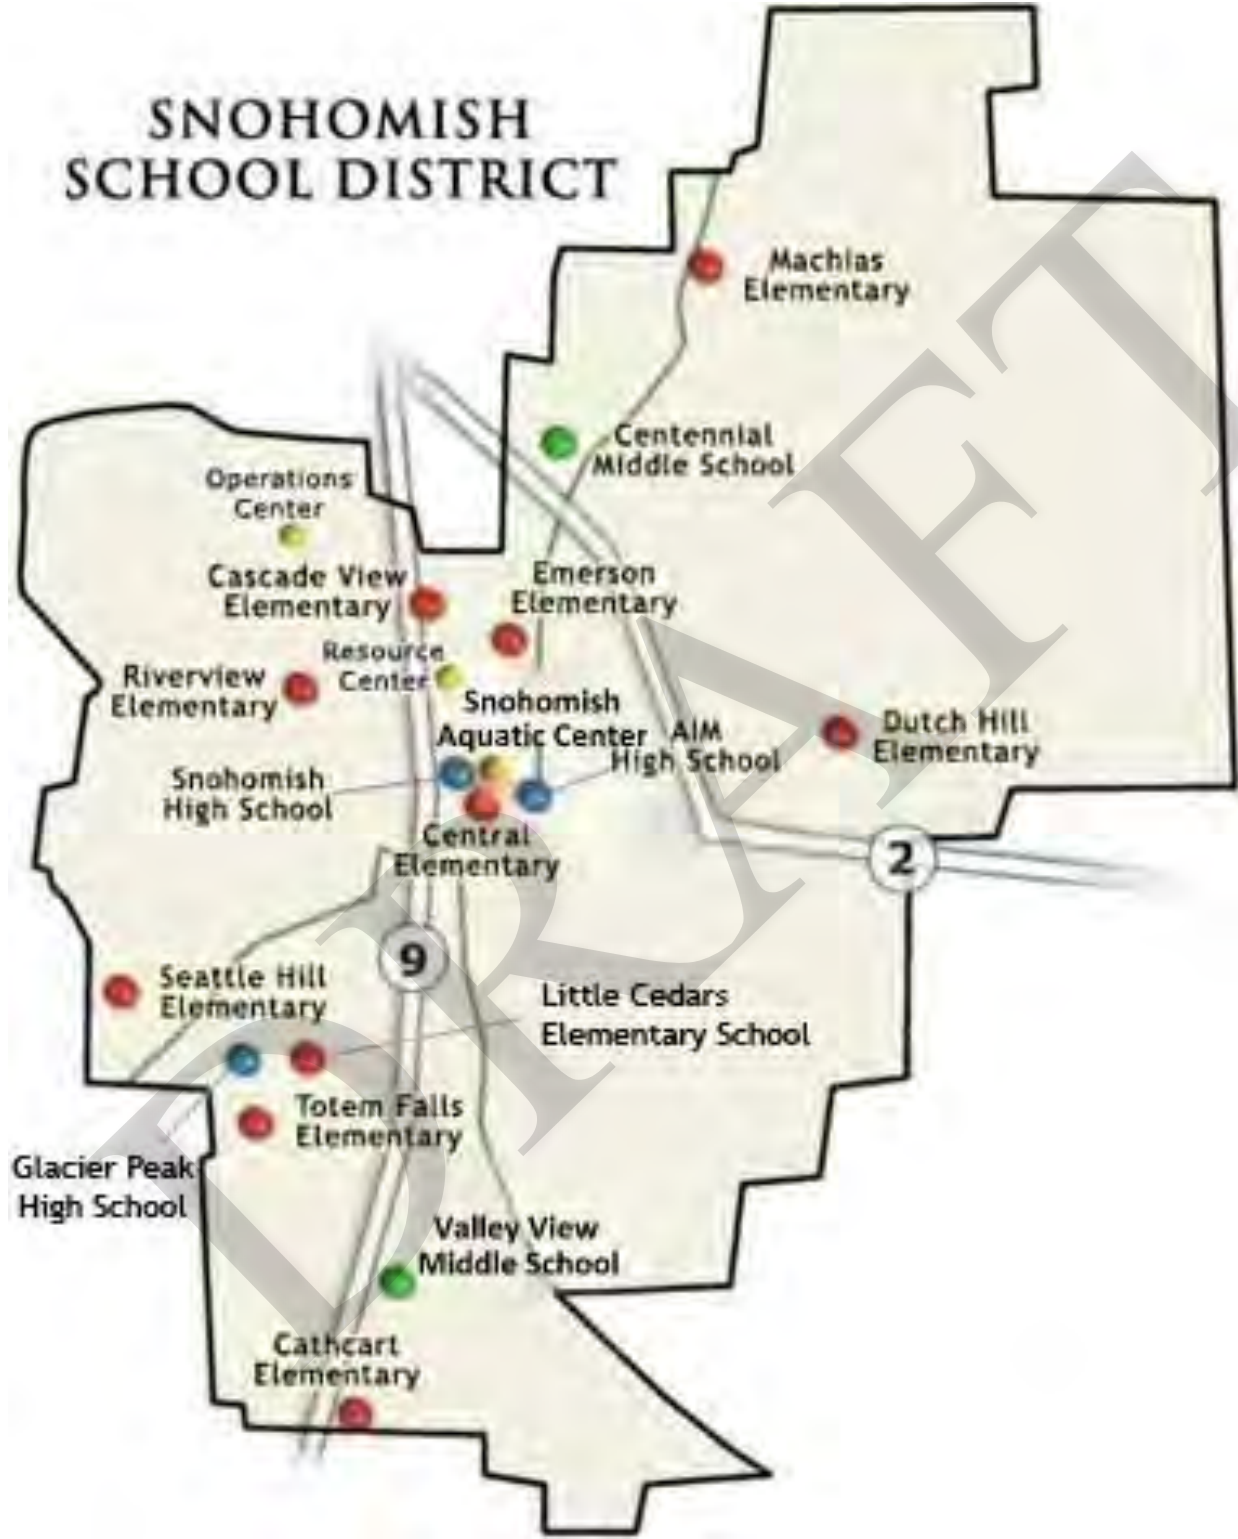 SNOHOMISH
SCHOOL DISTRICT
Machias
Elementary
Centennial
Middle School
Operations
Center
Cascade View
Elementary
Emerson
Elementary
Resource
Center
Riverview
Elementary
Snohomish
Aquatic Center
AIM
High School
Dutch Hill
Elementary
Snohomish
High School
Central
Elementary
2
9
Seattle Hill
Elementary
Little Cedars
Elementary School
Totem Falls
Elementary
Glacier Peak
High School
Valley View
Middle School
Cathcart
Elementary
DRAFT